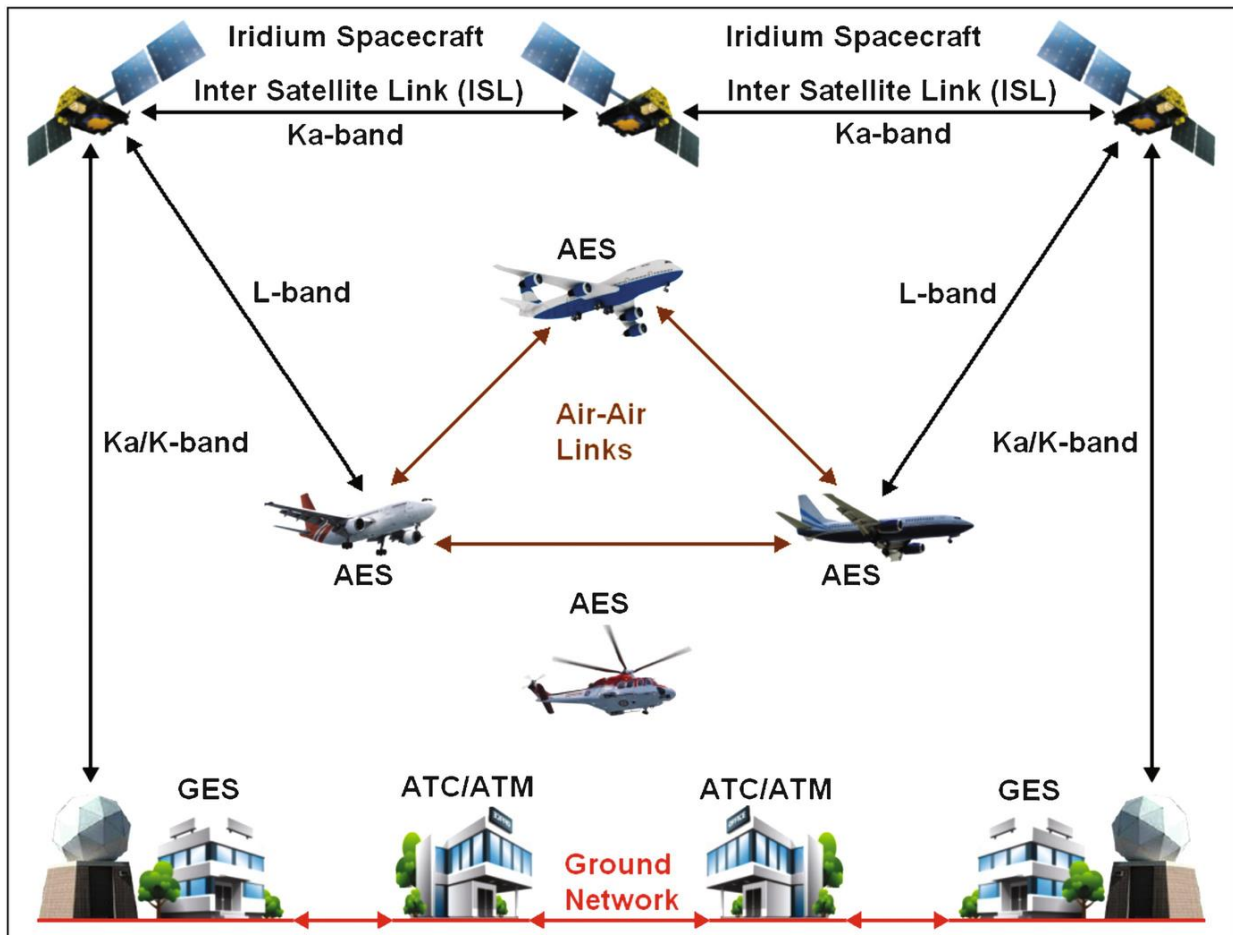 Iridium Spacecraft
Iridium Spacecraft
Inter Satellite Link (ISL)
Inter Satellite Link (ISL)
Ka-band
Ka-band
AES
L-band
L-band
Air-Air
Links
Ka/K-band
Ka/K-band
AES
AES
AES
GES
ATC/ATM
ATC/ATM
GES
OFFICE
Ground
Network